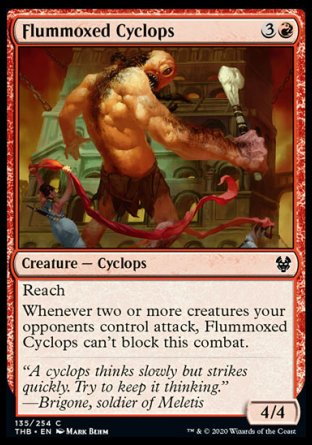 Flummoxed Cyclops 3
Creature — Cyclops
Reach
Whenever two or more creatures your
opponents control attack, Flummoxed
Cyclops can't block this combat.
"A cyclops thinks slowly but strikes
quickly. Try to keep it thinking."
—Brigone, soldier of Meletis
4/4
135/254 C
THB • EN Mark Behm
™ & © 2020 Wizards of the Coast